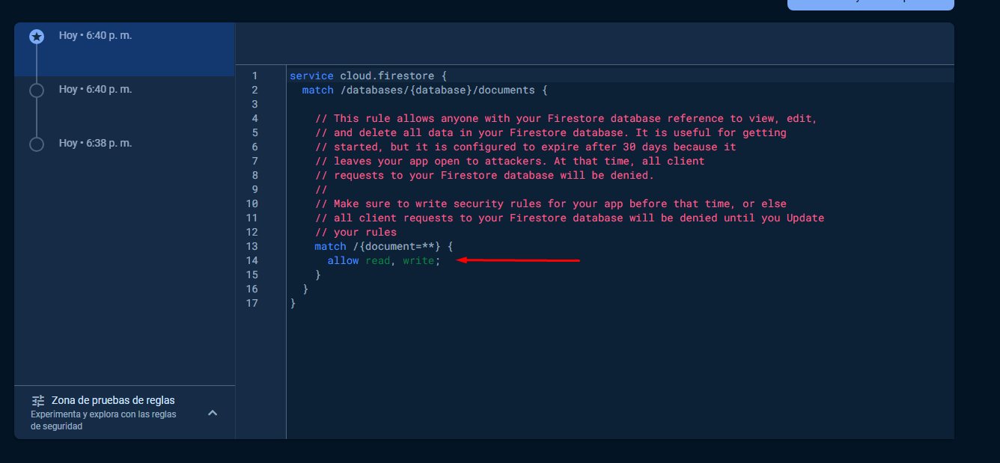 Hoy • 6:40 p. m.
Hoy • 6:40 p. m.
Hoy • 6:38 p. m.
1 service cloud.firestore {
2 match /databases/{database}/documents {
3
4 // This rule allows anyone with your Firestore database reference to view, edit,
5 // and delete all data in your Firestore database. It is useful for getting
6 // started, but it is configured to expire after 30 days because it
7 // leaves your app open to attackers. At that time, all client
8 // requests to your Firestore database will be denied.
9 //
10 // Make sure to write security rules for your app before that time, or else
11 // all client requests to your Firestore database will be denied until you Update
12 // your rules
13 match /{document=**} {
14 allow read, write;
15 }
16 }
17 }
Zona de pruebas de reglas
Experimenta y explora con las reglas
de seguridad